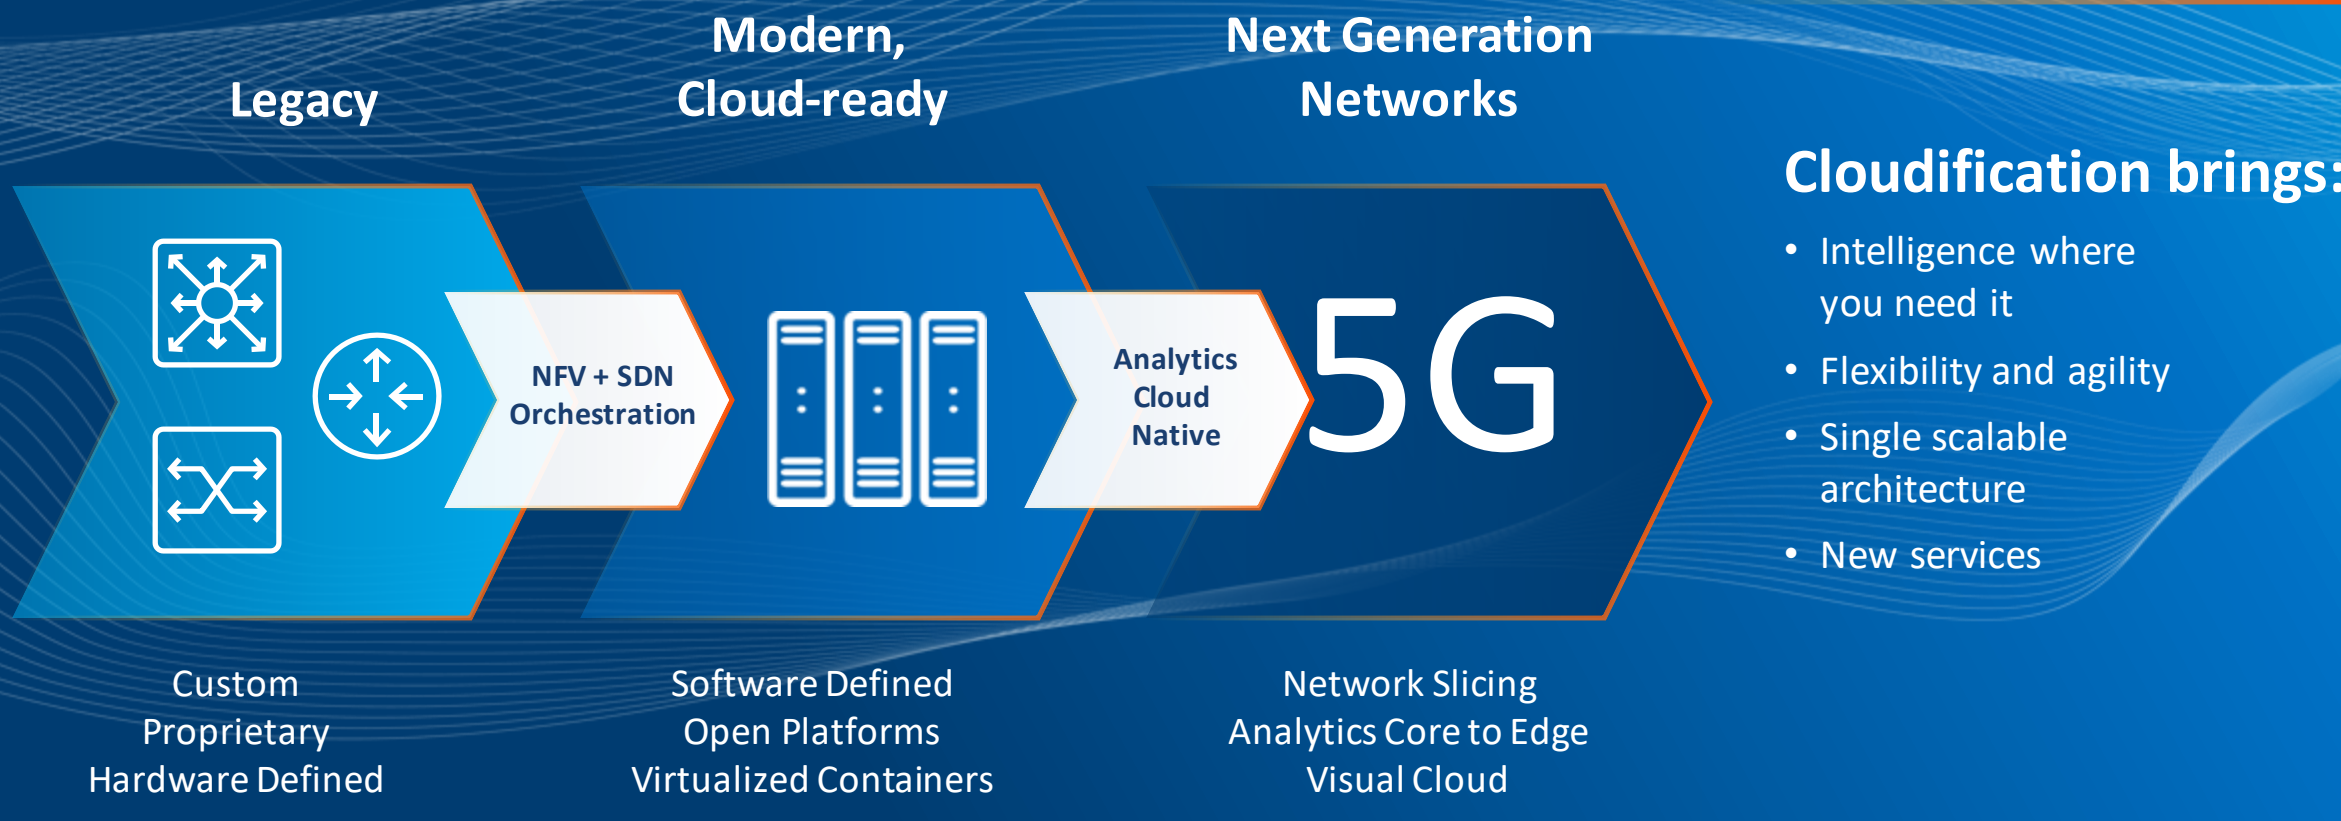 Legacy
Modern,
Cloud-ready
Next Generation
Networks
NFV + SDN
Orchestration
Analytics
Cloud
Native
5G
Custom
Proprietary
Hardware Defined
Software Defined
Open Platforms
Virtualized Containers
Network Slicing
Analytics Core to Edge
Visual Cloud
Cloudification brings:
• Intelligence where
you need it
• Flexibility and agility
• Single scalable
architecture
• New services